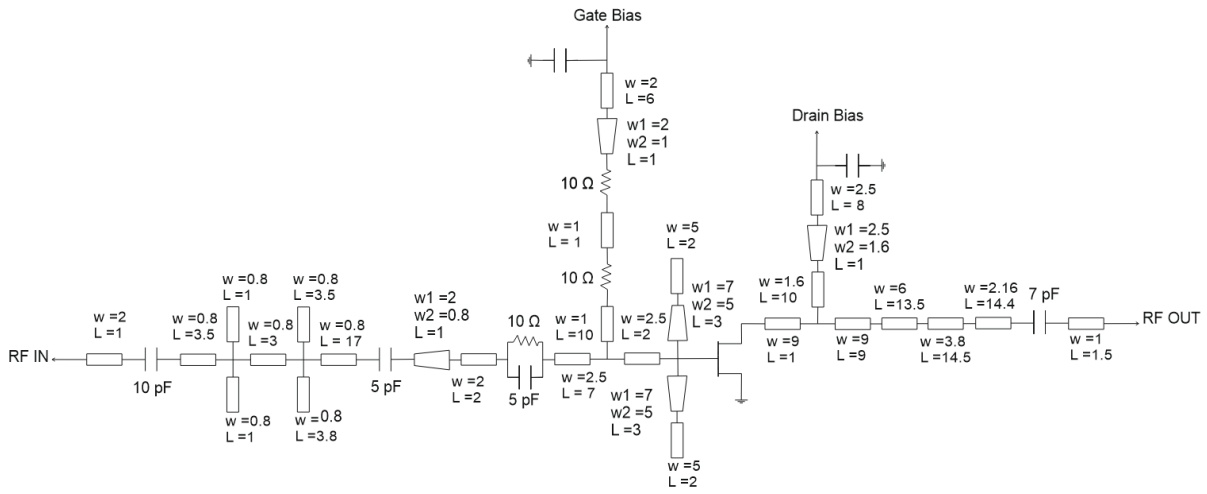 Gate Bias
w =2
L =6
w1 =2
w2 =1
L =1
10 Ω
w =1
L = 1
10 Ω
w =1
L =10
Drain Bias
w =2.5
L = 8
w1 =2.5
w2 =1.6
L =1
w =1.6
L =10
w =5
L =2
w1 =7
w2 =5
L =3
RF IN
w =2
L =1
10 pF
w =0.8
L =3.5
w =0.8
L =1
w =0.8
L =1
w =0.8
L =3
w =0.8
L =3.5
w =0.8
L =3.8
w =0.8
L = 17
5 pF
w1 =2
w2 =0.8
L =1
w =2
L =2
10 Ω
5 pF
w =2.5
L = 7
w =2.5
L =2
w1 =7
w2 =5
L =3
w =5
L =2
w =9
L =1
w =9
L =9
w =6
L =13.5
w =3.8
L =14.5
w =2.16
L =14.4
7 pF
w =1
L =1.5
RF OUT